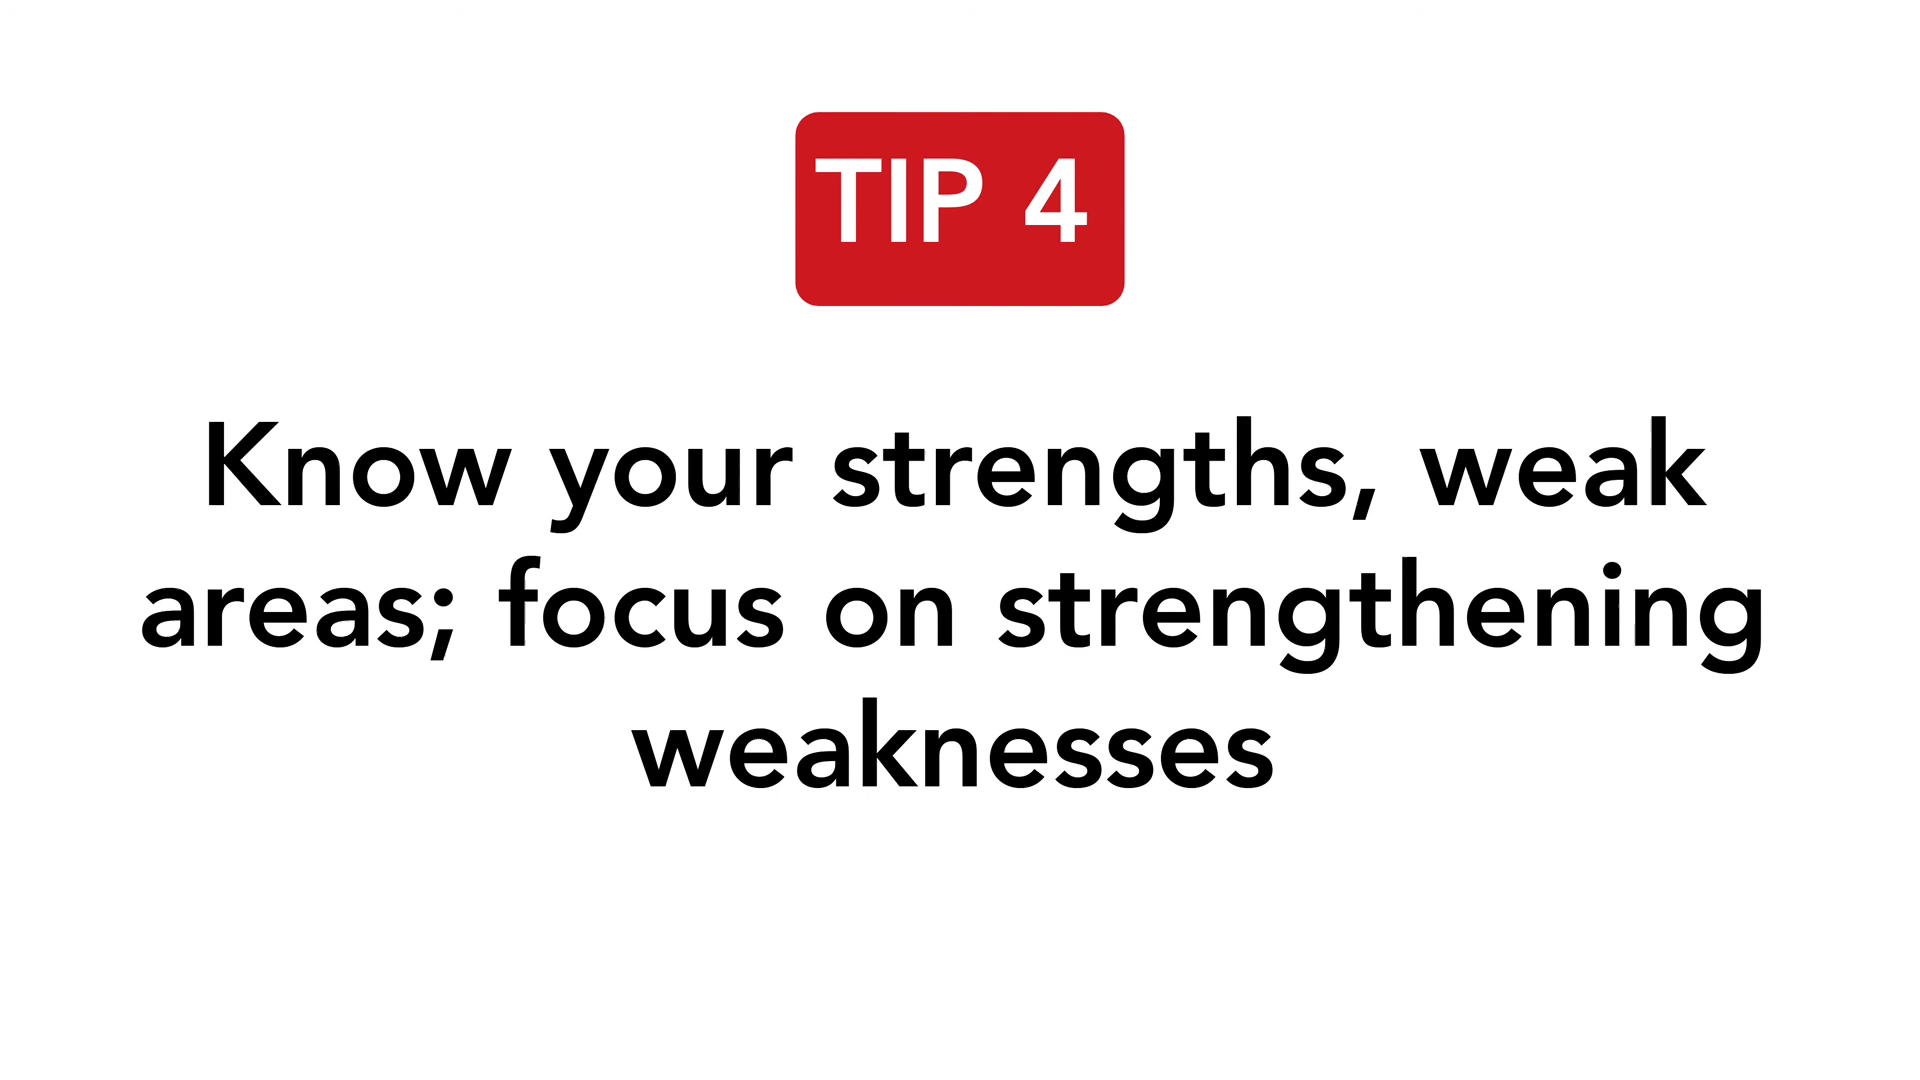 TIP 4
Know your strengths, weak
areas; focus on strengthening
weaknesses